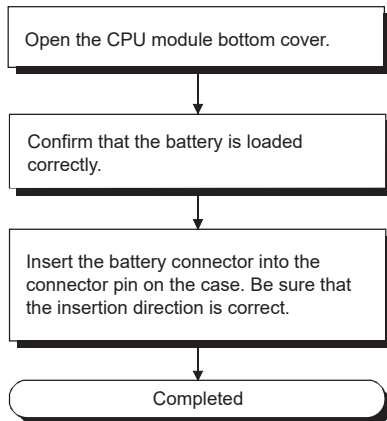 Open the CPU module bottom cover.
Confirm that the battery is loaded
correctly.
Insert the battery connector into the
connector pin on the case. Be sure that
the insertion direction is correct.
Completed